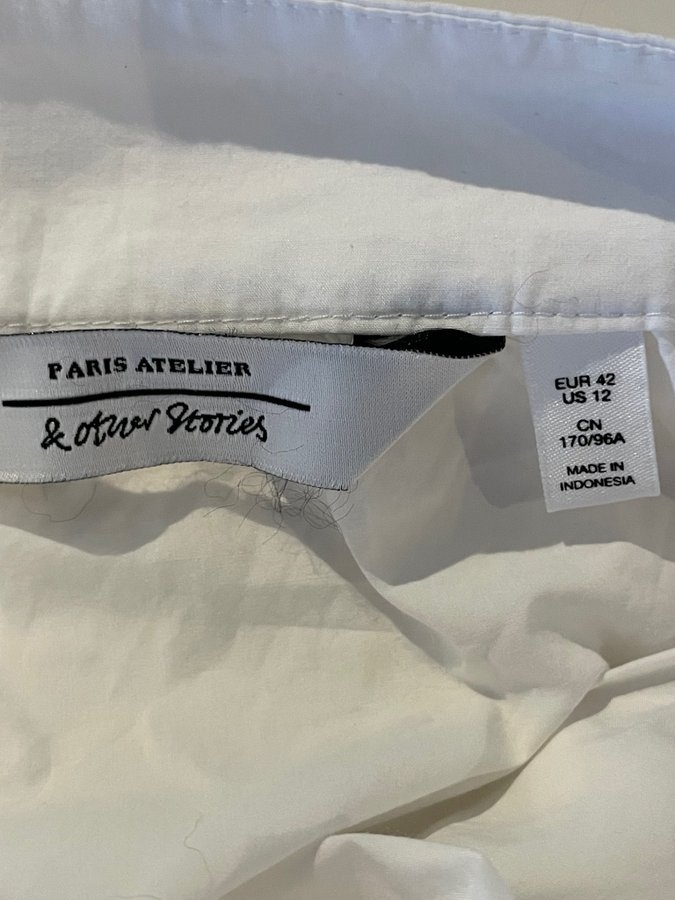 PARIS ATELIER
& other Stories
EUR 42
US 12
CN
170/96A
MADE IN
INDONESIA